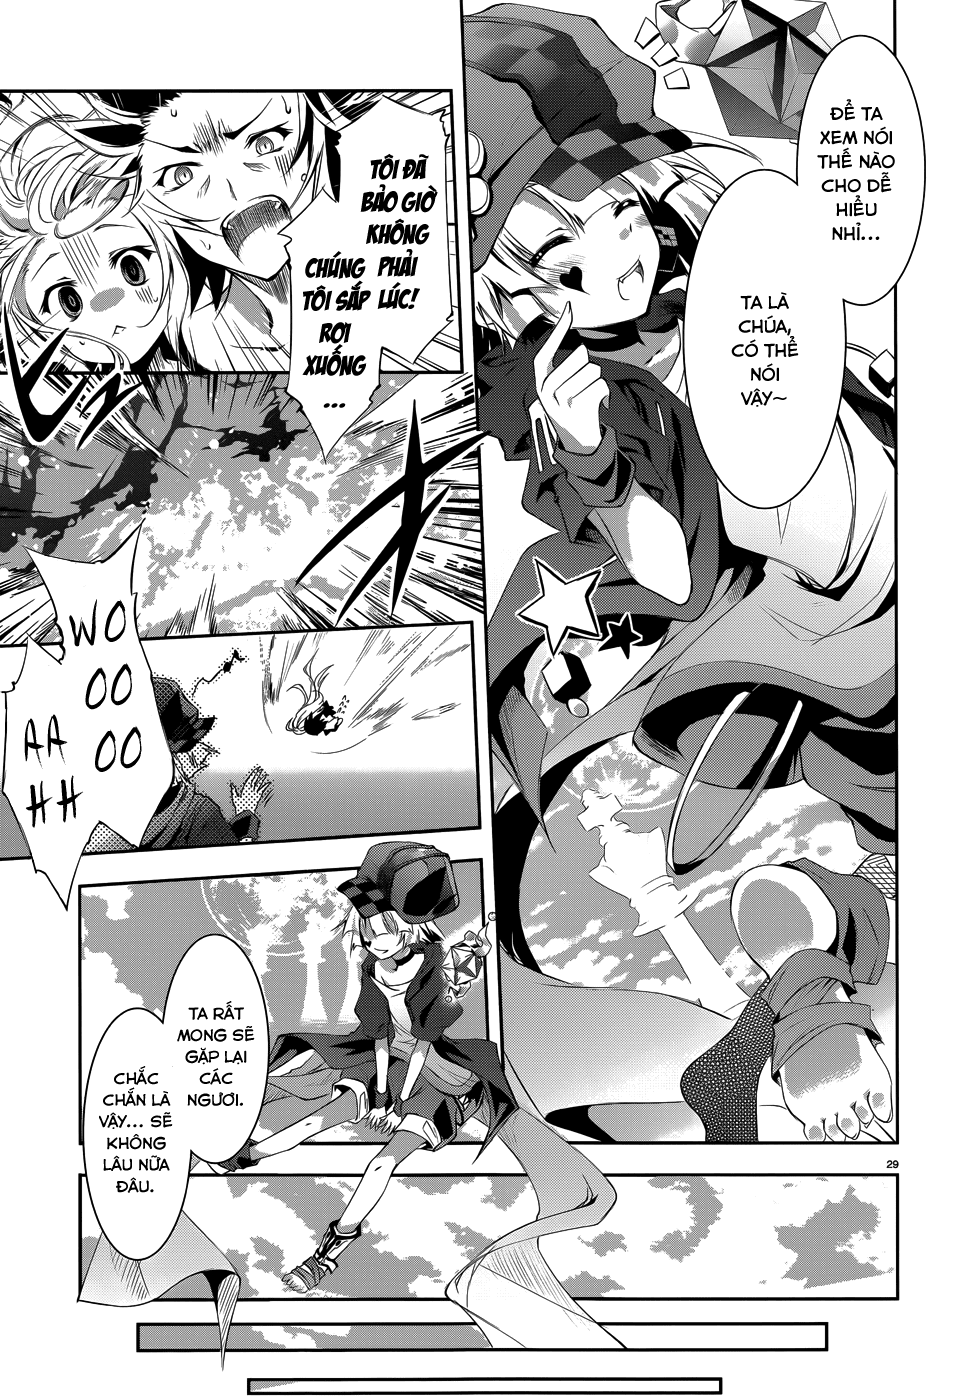 ĐỂ TA
XEM NÓI
THẾ NÀO
CHO DỄ
HIỂU
NHỈ...
TA LÀ
CHÚA,
CÓ THỂ
NÓI
VẬY~
TÔI ĐÃ
BẢO GIỜ
KHÔNG
PHẢI
LÚC!
CHÚNG
TÔI SẮP
RƠI
XUỐNG
...
WO
OO
OO
AA
HH
TA RẤT
MONG SẼ
GẶP LẠI
CÁC
NGƯƠI.
CHẮC
CHẮN LÀ
VẬY... SẼ
KHÔNG
LÂU NỮA
ĐÂU.
29